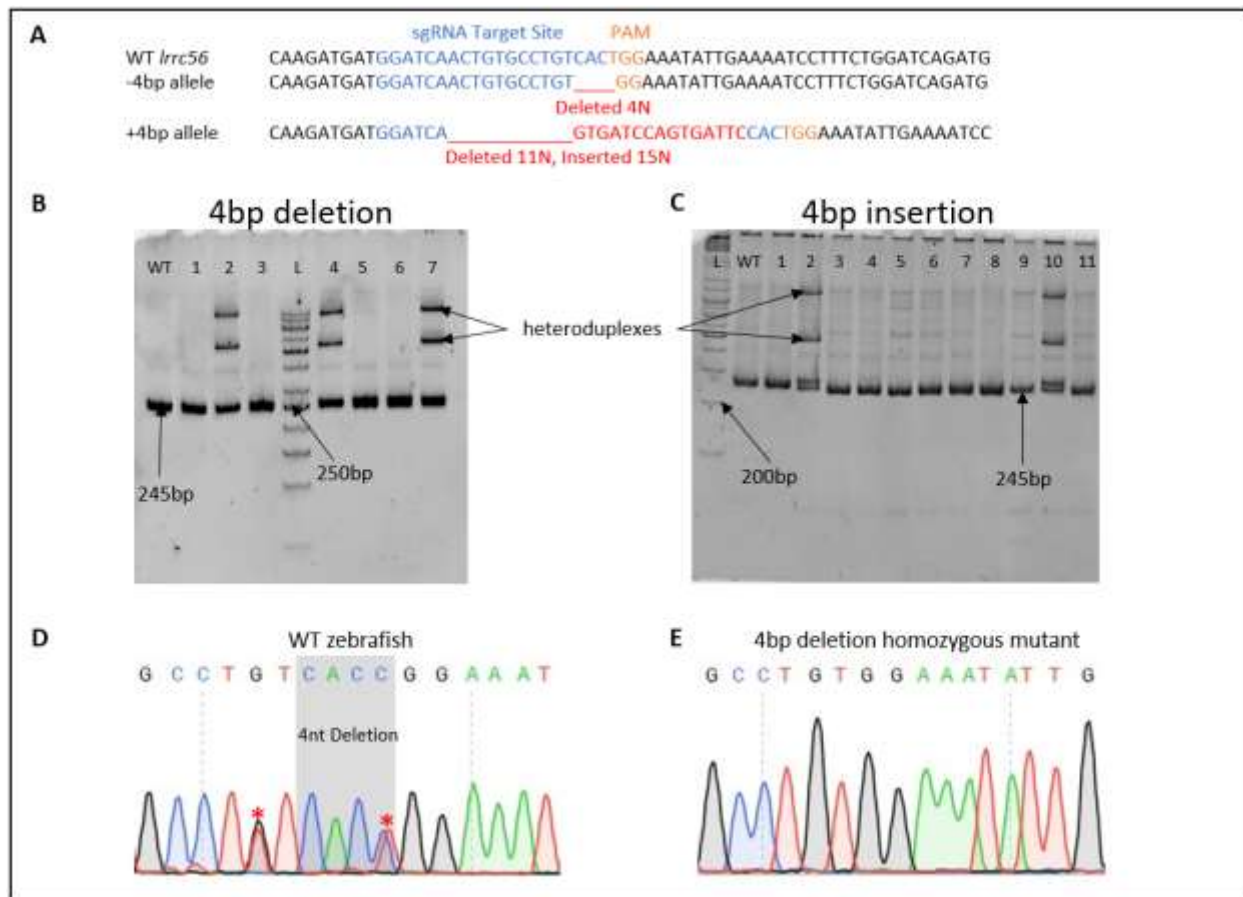 A
sgRNA Target Site PAM
WT lrrc56 CAAGATGATGGATCAACTGTGCCTGTCACTGGAAATATTGAAAATCCTTTCTGGATCAGATG
-4bp allele CAAGATGATGGATCAACTGTGCCTGT____GGAAATATTGAAAATCCTTTCTGGATCAGATG
Deleted 4N
+4bp allele CAAGATGATGGATCA___________GTGATCCAGTGATTCCACTGGAAATATTGAAAATCC
Deleted 11N, Inserted 15N
B C
4bp deletion 4bp insertion
WT 1 2 3 L 4 5 6 7
L WT 1 2 3 4 5 6 7 8 9 10 11
heteroduplexes
245bp 250bp
200bp 245bp
D WT zebrafish
G C C T G T C A C C G G A A A T
4nt Deletion
* *
E 4bp deletion homozygous mutant
G C C T G T G G A A A T A T T G